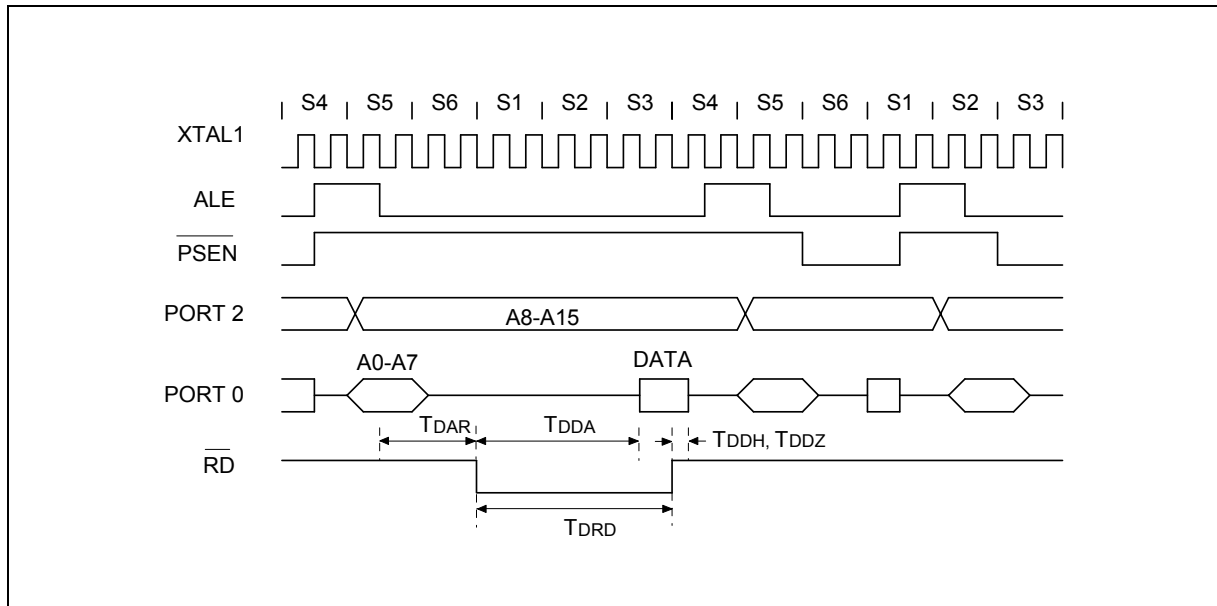 S4 S5 S6 S1 S2 S3 S4 S5 S6 S1 S2 S3
XTAL1
ALE
PSEN
PORT 2
A8-A15
A0-A7
DATA
PORT 0
TDAR
TDDA
TDDH, TDDZ
RD
TDRD